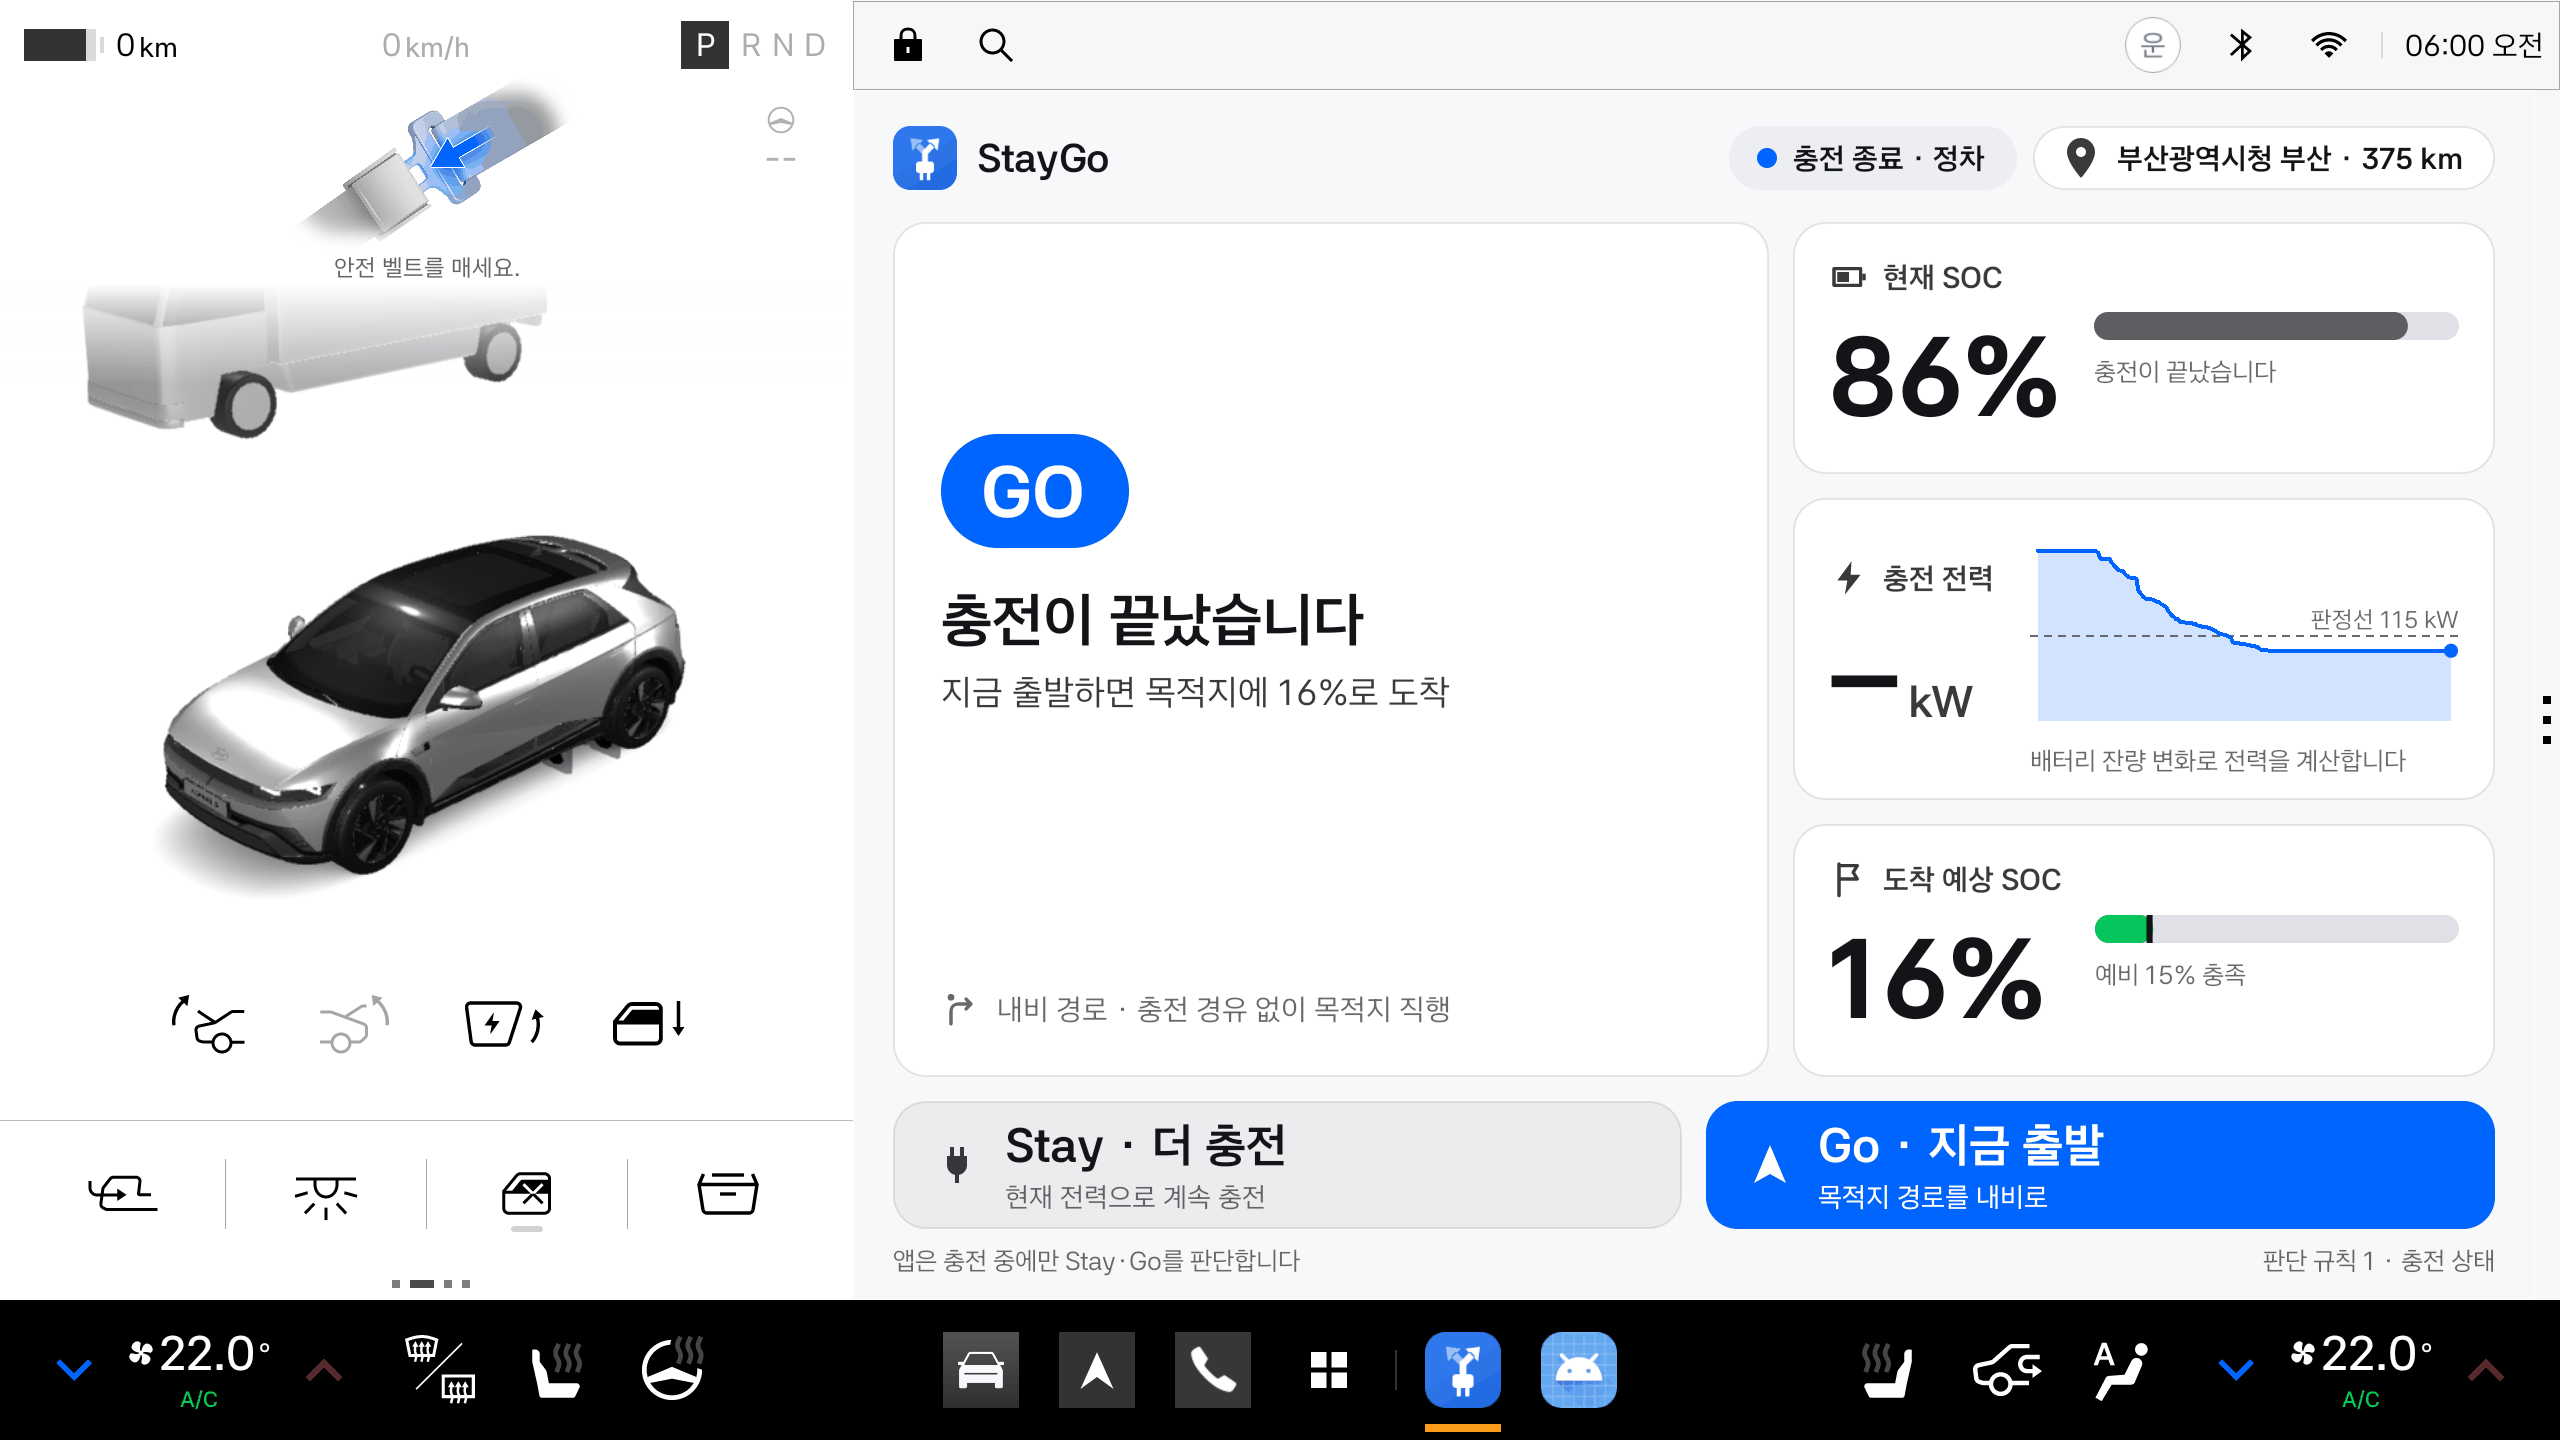 0 km
0 km/h
P R N D
운
06:00 오전
안전 벨트를 매세요.
StayGo
충전 종료 · 정차
부산광역시청 부산 · 375 km
GO
충전이 끝났습니다
지금 출발하면 목적지에 16%로 도착
내비 경로 · 충전 경유 없이 목적지 직행
현재 SOC
86%
충전이 끝났습니다
충전 전력
판정선 115 kW
— kW
배터리 잔량 변화로 전력을 계산합니다
도착 예상 SOC
16%
예비 15% 충족
Stay · 더 충전
현재 전력으로 계속 충전
Go · 지금 출발
목적지 경로를 내비로
앱은 충전 중에만 Stay·Go를 판단합니다
판단 규칙 1 · 충전 상태
22.0°
A/C
A
22.0°
A/C